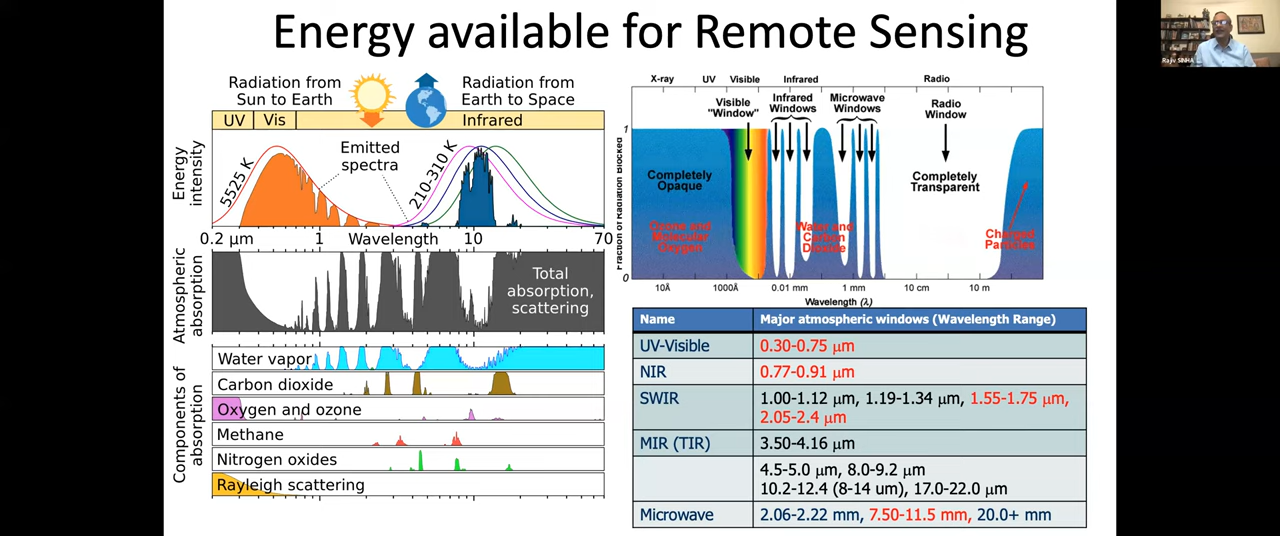 Energy available for Remote Sensing
Rajiv SINHA
Radiation from
Sun to Earth
Radiation from
Earth to Space
UV Vis Infrared
Energy
intensity
5525 K
Emitted
spectra
210-310 K
0.2 µm 1 Wavelength 10 70
Atmospheric
absorption
Total
absorption,
scattering
Components of
absorption
Water vapor
Carbon dioxide
Oxygen and ozone
Methane
Nitrogen oxides
Rayleigh scattering
X-ray UV Visible Infrared Radio
Visible
"Window"
Infrared
Windows
Microwave
Windows
Radio
Window
Fraction of Radiation Blocked
1
0
Completely
Opaque
Completely
Transparent
Ozone and
Molecular
Oxygen
Water and
Carbon
Dioxide
Charged
Particles
10Å 1000Å 0.01 mm 1 mm 10 cm 10 m
Wavelength (λ)
Name Major atmospheric windows (Wavelength Range)
UV-Visible 0.30-0.75 µm
NIR 0.77-0.91 µm
SWIR 1.00-1.12 µm, 1.19-1.34 µm, 1.55-1.75 µm,
2.05-2.4 µm
MIR (TIR) 3.50-4.16 µm
4.5-5.0 µm, 8.0-9.2 µm
10.2-12.4 (8-14 um), 17.0-22.0 µm
Microwave 2.06-2.22 mm, 7.50-11.5 mm, 20.0+ mm